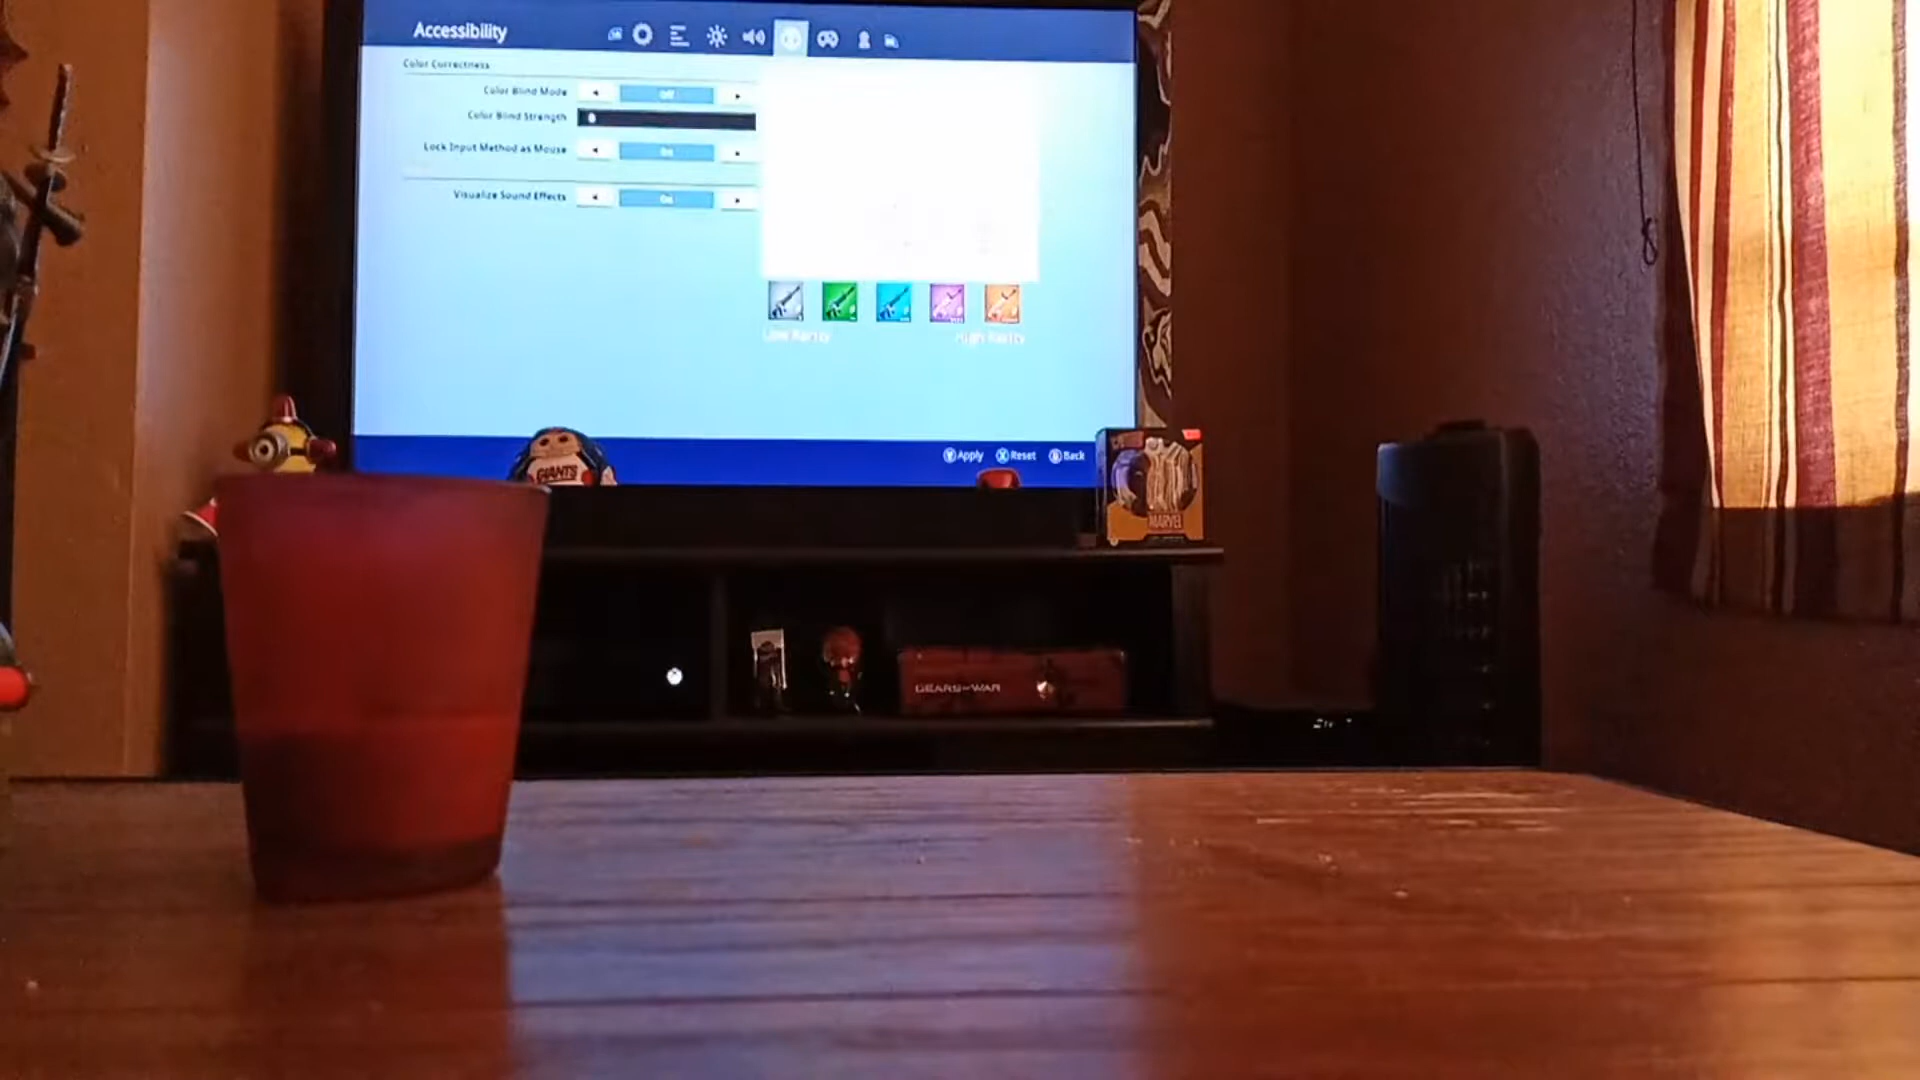 Accessibility
Color Correctness
Color Blind Mode
Off
Color Blind Strength
0
Lock Input Method as Mouse
On
Visualize Sound Effects
On
Low Rarity
High Rarity
Apply
Reset
Back
GIANTS
MARVEL
GEARS OF WAR